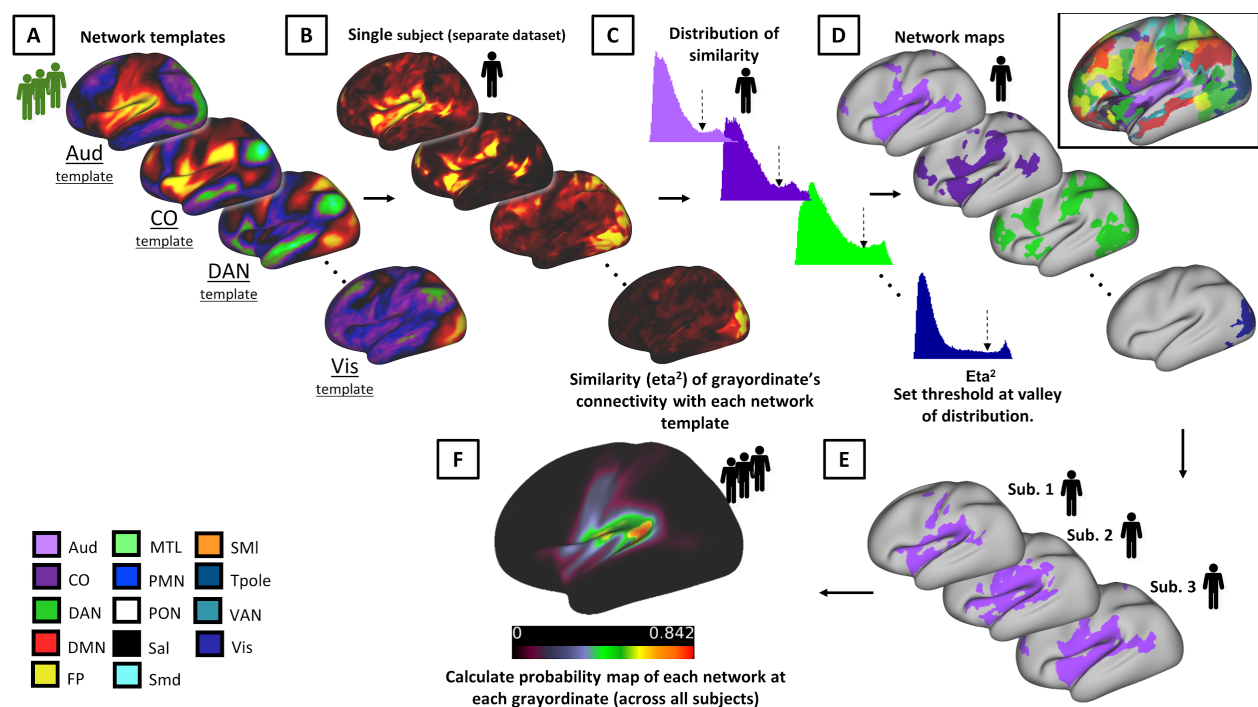 A
Network templates
Aud
template
CO
template
DAN
template
Vis
template
B
Single subject (separate dataset)
Similarity (eta²) of grayordinate's
connectivity with each network
template
C
Distribution of
similarity
Eta²
Set threshold at valley
of distribution.
D
Network maps
E
Sub. 1
Sub. 2
Sub. 3
F
0 0.842
Calculate probability map of each network at
each grayordinate (across all subjects)
Aud
CO
DAN
DMN
FP
MTL
PMN
PON
Sal
Smd
SMl
Tpole
VAN
Vis